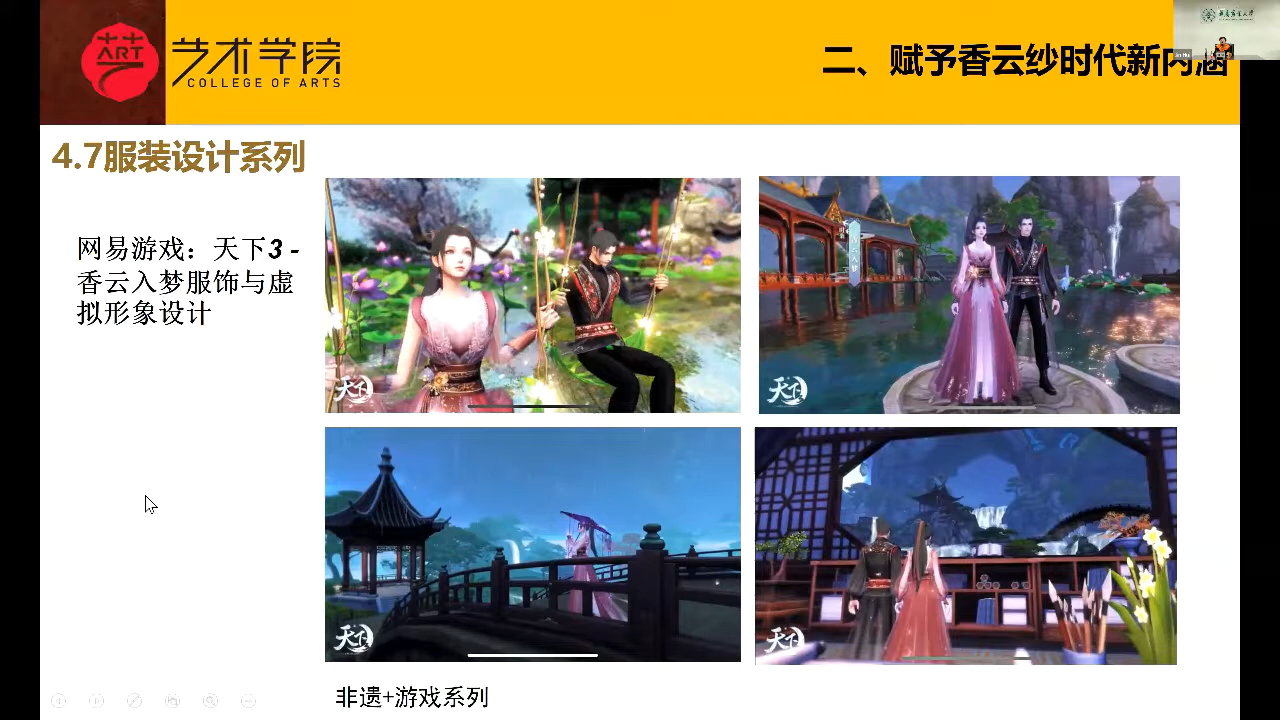 ART
艺术学院
COLLEGE OF ARTS
二、赋予香云纱时代新内涵
4.7服装设计系列
网易游戏：天下3 -
香云入梦服饰与虚
拟形象设计
天下
天下
天下
天下
非遗+游戏系列